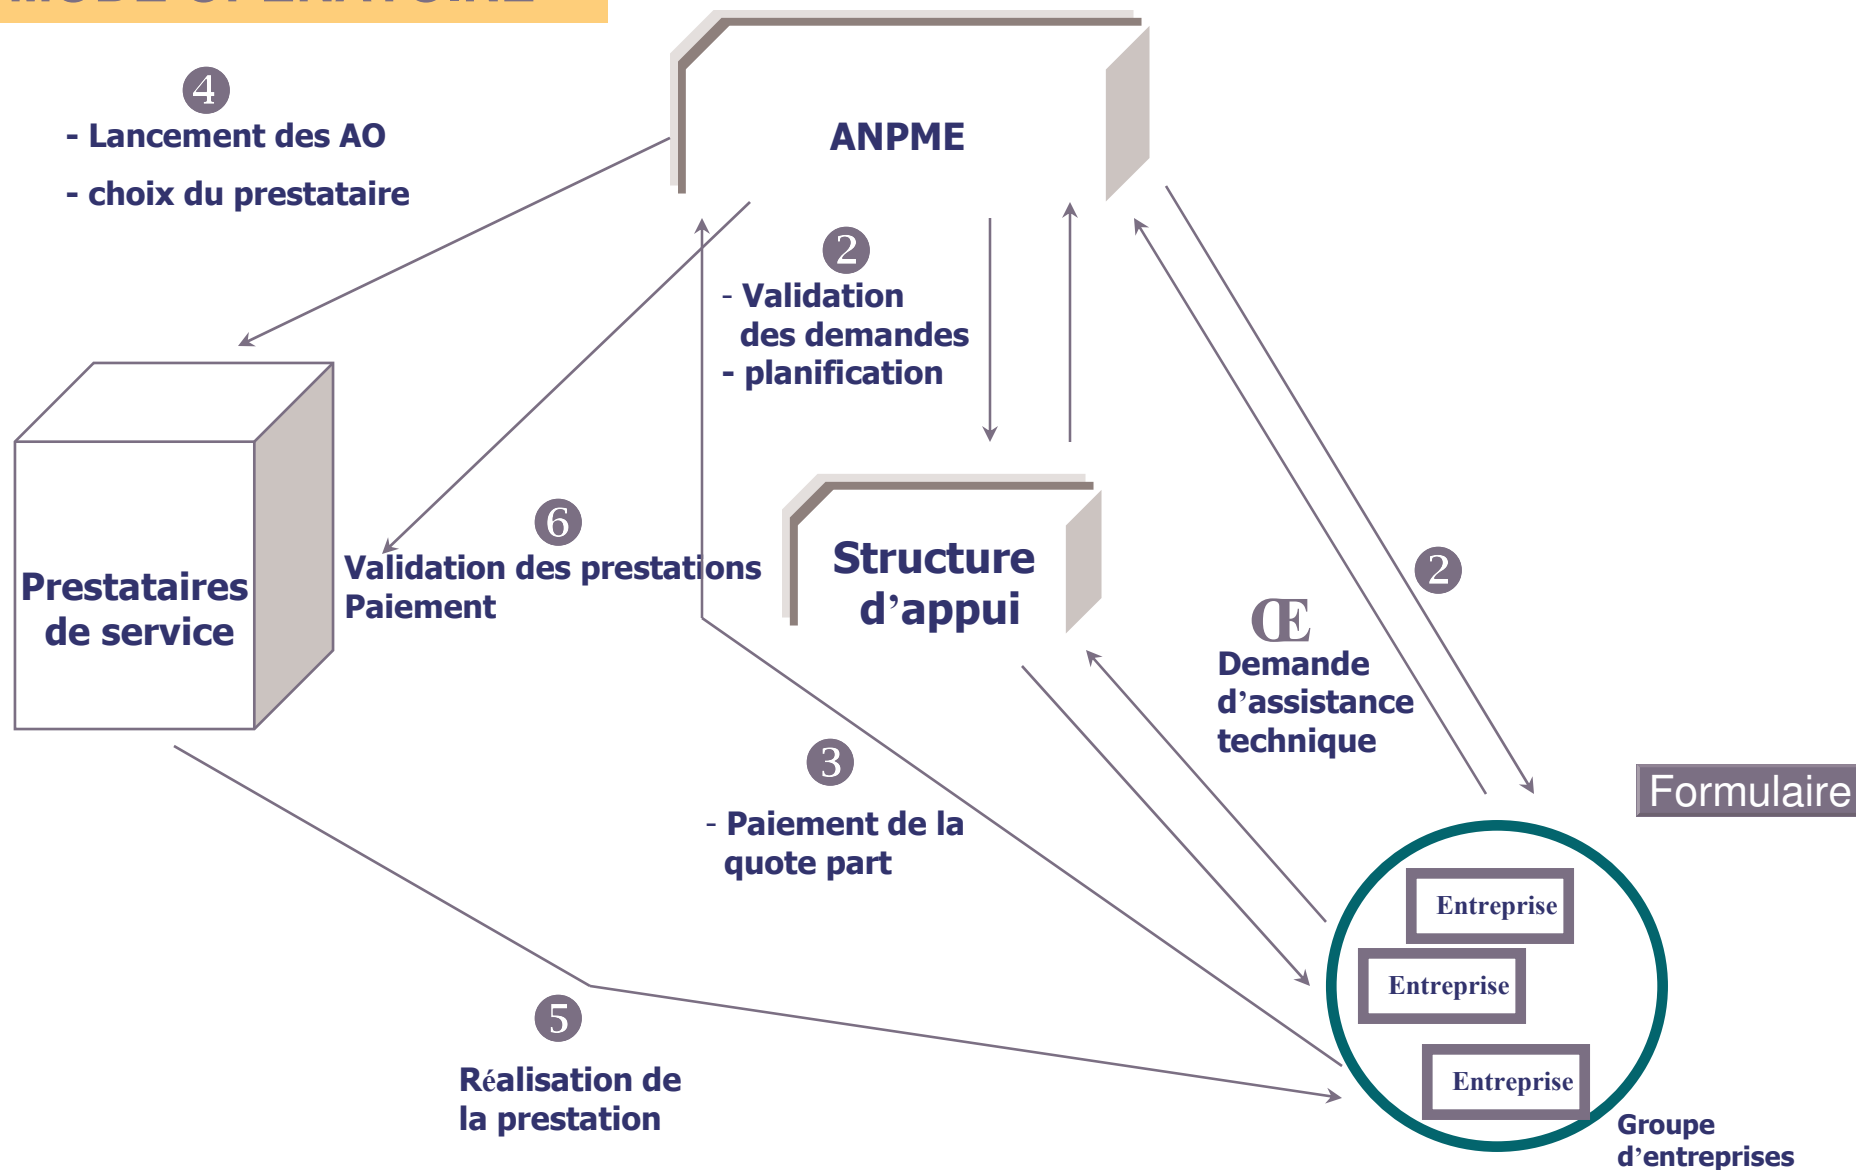 MODE OPERATOIRE
ANPME
4
- Lancement des AO
- choix du prestataire
2
- Validation
des demandes
- planification
Prestataires
de service
6
Validation des prestations
Paiement
Structure
d’appui
2
Œ
Demande
d’assistance
technique
3
- Paiement de la
quote part
Formulaire
Entreprise
Entreprise
Entreprise
5
Réalisation de
la prestation
Groupe
d’entreprises